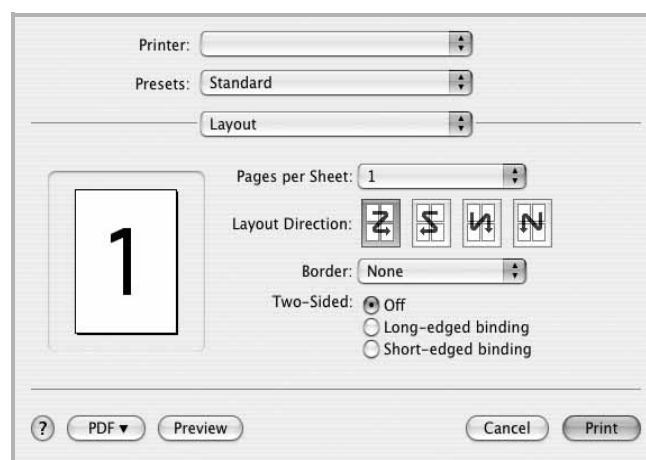 Printer:
Presets: Standard
Layout
Pages per Sheet: 1
1
Layout Direction:
Border: None
Two-Sided: Off
Long-edged binding
Short-edged binding
? PDF▼ Preview Cancel Print